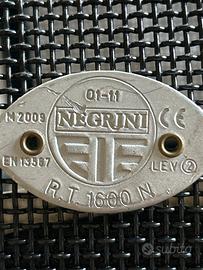 01-11
NEGRINI
N 2009
CE
EN 13567
LEV 2
R.T. 1600 N
subito